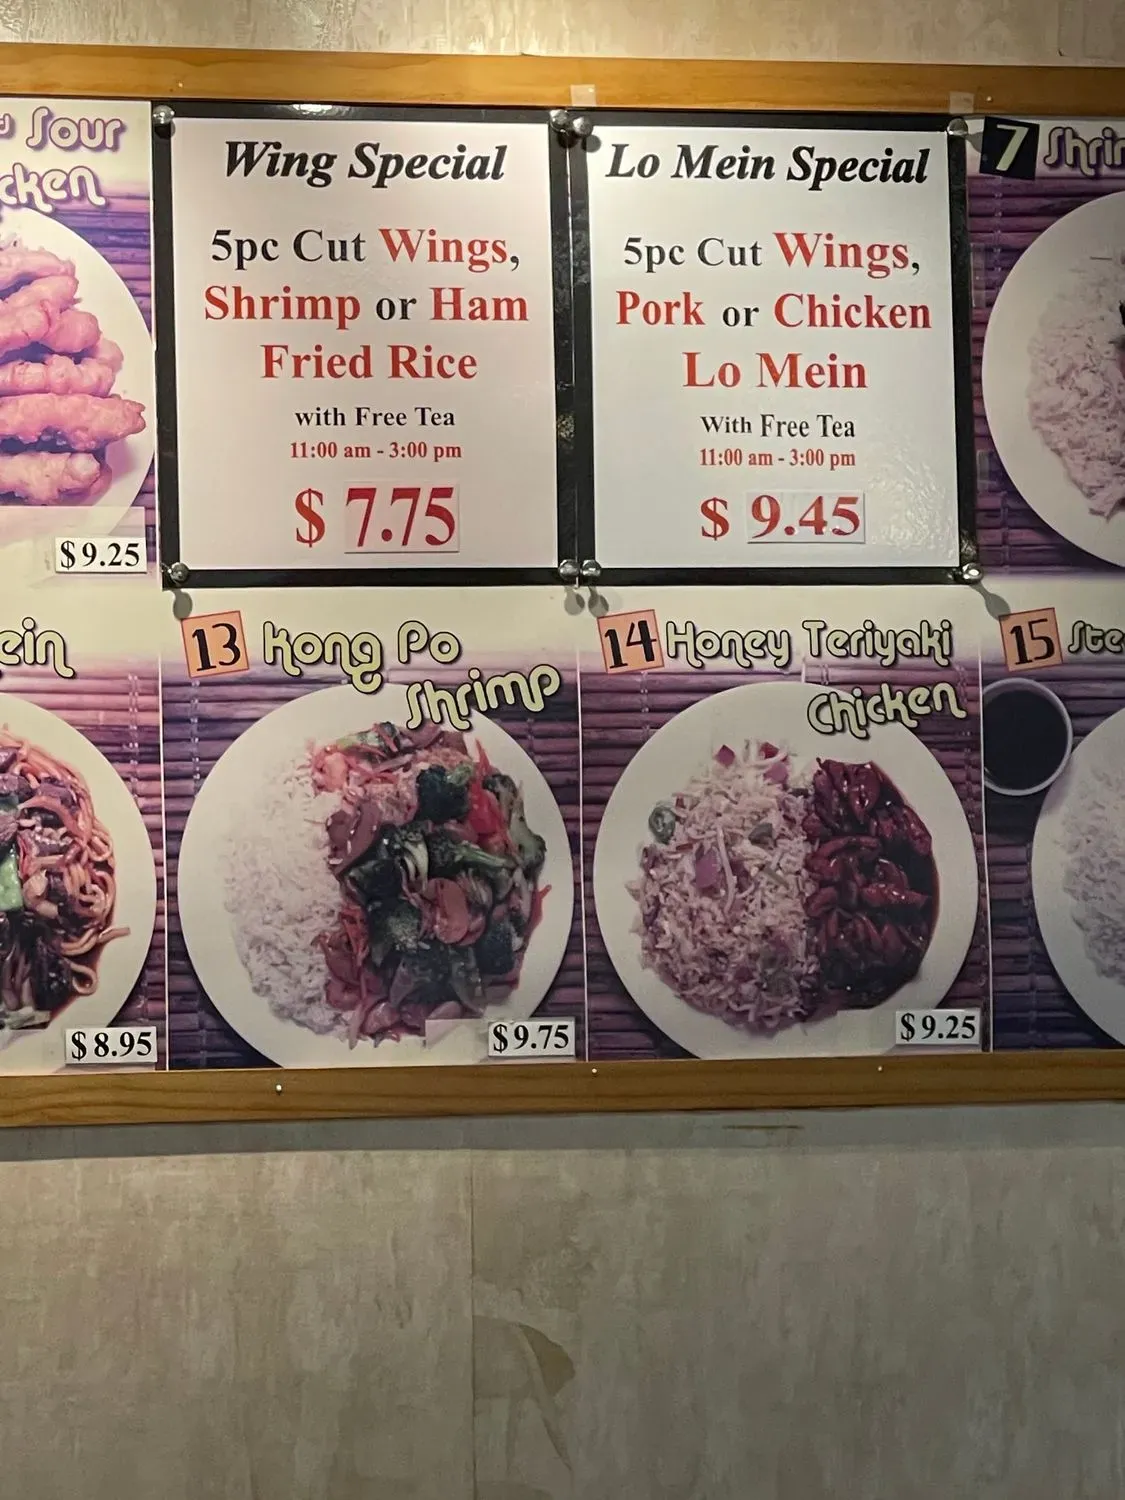 Sour
$9.25
Wing Special
5pc Cut Wings,
Shrimp or Ham
Fried Rice
with Free Tea
11:00 am - 3:00 pm
$ 7.75
Lo Mein Special
5pc Cut Wings,
Pork or Chicken
Lo Mein
With Free Tea
11:00 am - 3:00 pm
$ 9.45
7
$8.95
13 Kong Po
Shrimp
$9.75
14 Honey Teriyaki
Chicken
$9.25
15